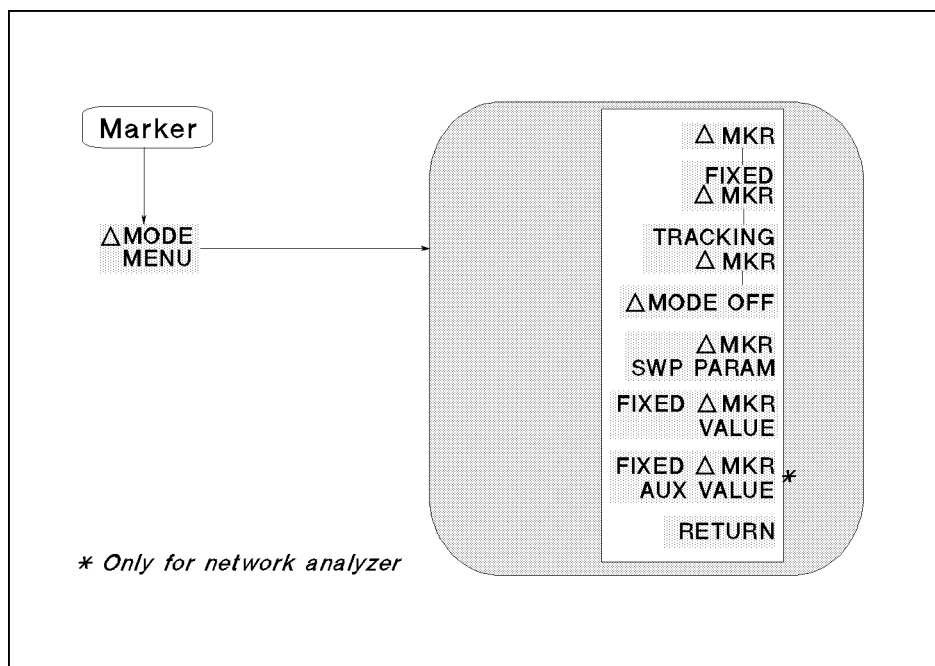 Marker
△MODE
MENU
△ MKR
FIXED
△ MKR
TRACKING
△ MKR
△MODE OFF
△MKR
SWP PARAM
FIXED △MKR
VALUE
FIXED △MKR
AUX VALUE *
RETURN
* Only for network analyzer